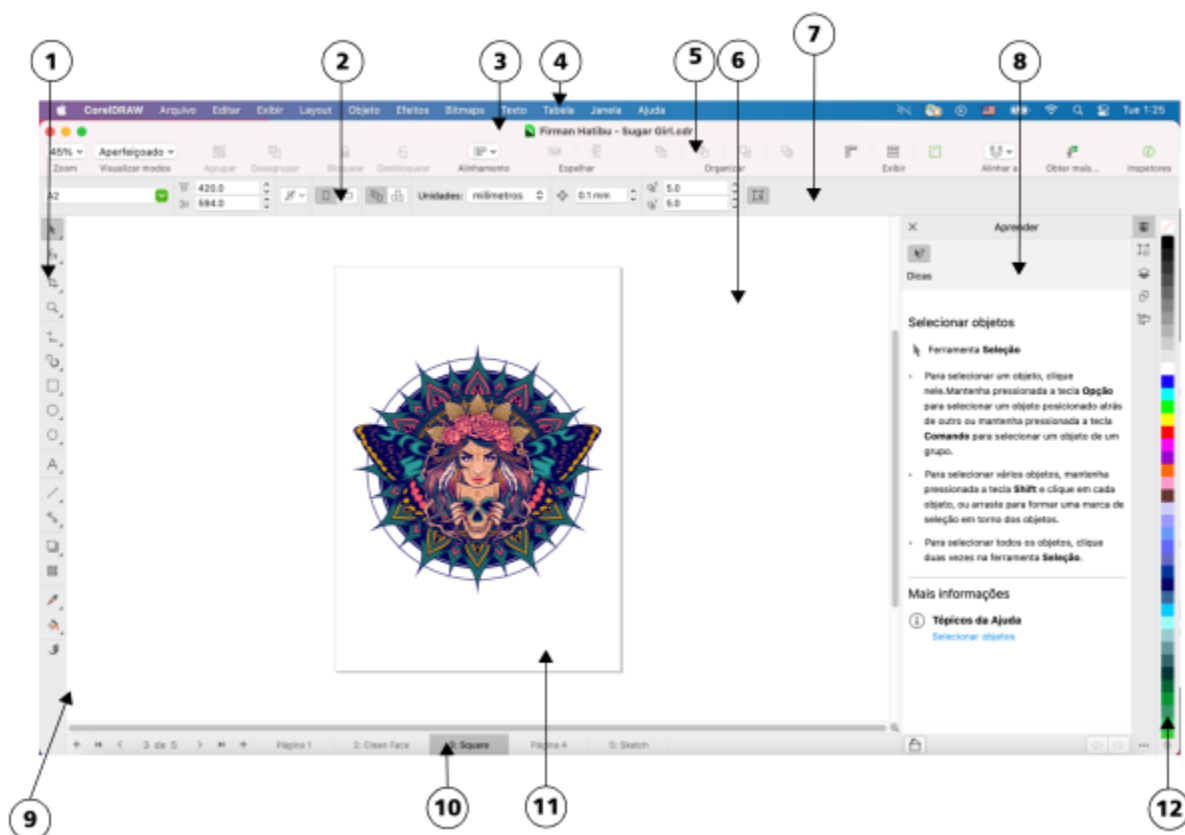 1
2
3
4
5
6
7
8
CorelDRAW Arquivo Editar Exibir Layout Objeto Efeitos Bitmaps Texto Tabela Janela Ajuda Tue 1:25
Firman Hatibu - Sugar Girl.cdr
45% Aperfeiçoado
Zoom Visualizar modos Agrupar Desagrupar Bloquear Desbloquear Alinhamento Espelhar Organizar Exibir Alinhar a Obter mais... Inspetores
A2 420.0 Unidades: milímetros 0.1 mm 5.0
594.0 5.0
Aprender
Dicas
Selecionar objetos
Ferramenta Seleção
• Para selecionar um objeto, clique
nele.Mantenha pressionada a tecla Opção
para selecionar um objeto posicionado atrás
de outro ou mantenha pressionada a tecla
Comando para selecionar um objeto de um
grupo.
• Para selecionar vários objetos, mantenha
pressionada a tecla Shift e clique em cada
objeto, ou arraste para formar uma marca de
seleção em torno dos objetos.
• Para selecionar todos os objetos, clique
duas vezes na ferramenta Seleção.
Mais informações
Tópicos da Ajuda
Selecionar objetos
3 de 5 Página 1 2: Clean Face 3: Square Página 4 5: Sketch
9
10
11
12